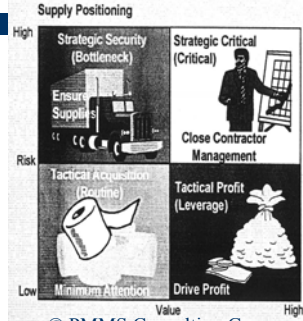 Supply Positioning
High
Strategic Security
(Bottleneck)
Ensure
Supplies
Strategic Critical
(Critical)
Close Contractor
Management
Risk
Tactical Acquisition
(Routine)
Minimum Attention
Tactical Profit
(Leverage)
Drive Profit
Low
Value
High
© PMMS Consulting Group